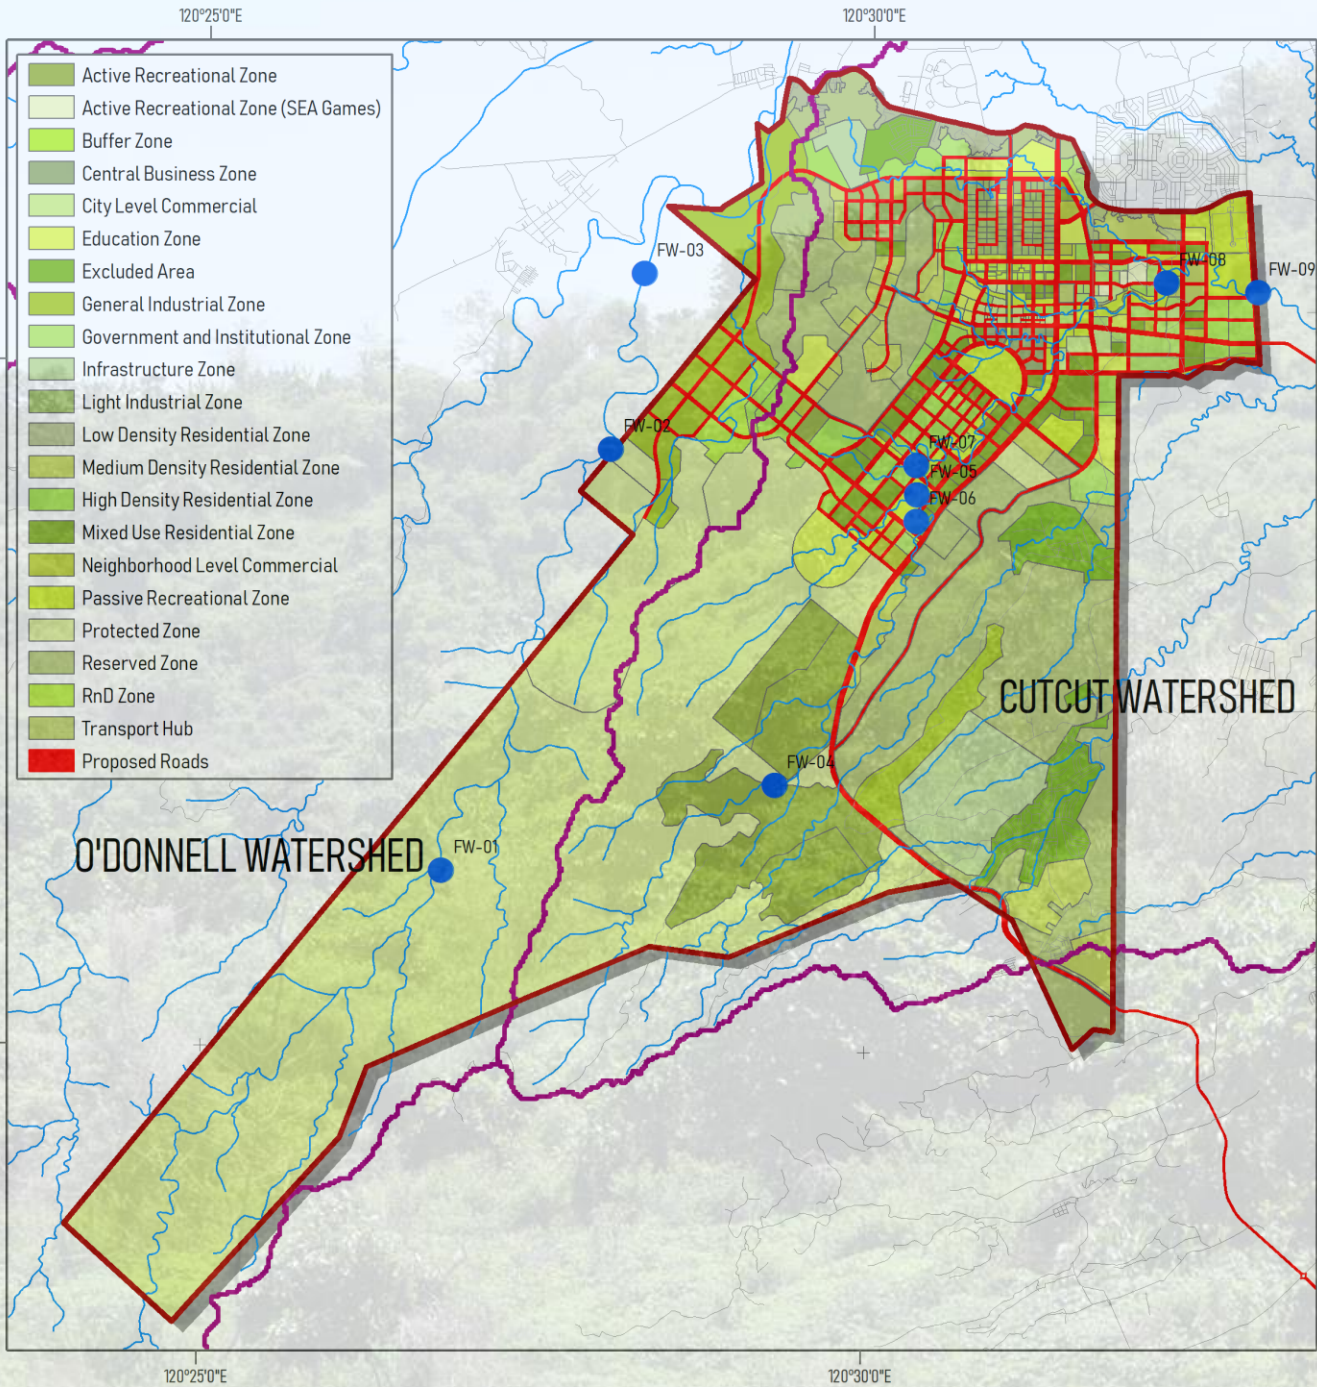 120°25'0"E
120°30'0"E
Active Recreational Zone
Active Recreational Zone (SEA Games)
Buffer Zone
Central Business Zone
City Level Commercial
Education Zone
Excluded Area
General Industrial Zone
Government and Institutional Zone
Infrastructure Zone
Light Industrial Zone
Low Density Residential Zone
Medium Density Residential Zone
High Density Residential Zone
Mixed Use Residential Zone
Neighborhood Level Commercial
Passive Recreational Zone
Protected Zone
Reserved Zone
RnD Zone
Transport Hub
Proposed Roads
FW-03
FW-08
FW-09
FW-02
FW-07
FW-05
FW-06
CUTCUT WATERSHED
FW-04
O'DONNELL WATERSHED
FW-01
120°25'0"E
120°30'0"E